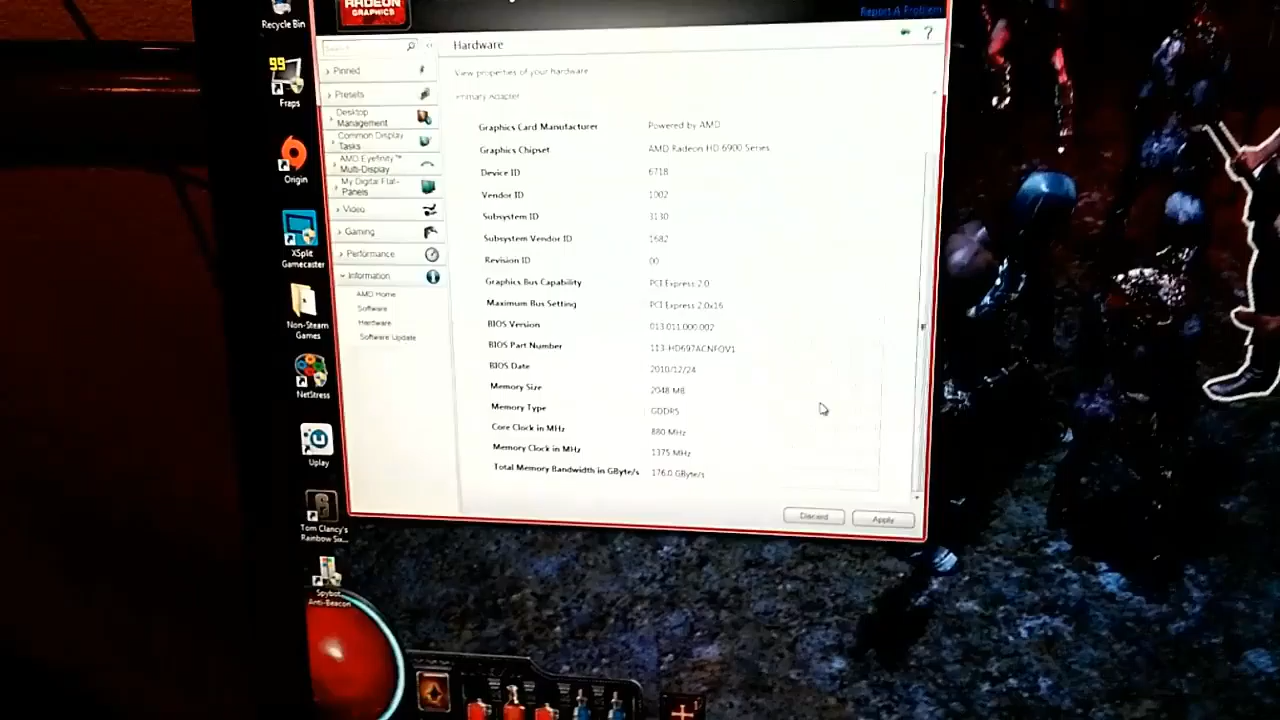 RADEON
GRAPHICS
Report A Problem
Recycle Bin
Hardware
?
View properties of your hardware
Primary Adapter
Pinned
Presets
Desktop
Management
Common Display
Tasks
AMD Eyefinity™
Multi-Display
My Digital Flat-
Panels
Video
Gaming
Performance
Information
AMD Home
Software
Hardware
Software Update
Graphics Card Manufacturer Powered by AMD
Graphics Chipset AMD Radeon HD 6900 Series
Device ID 6718
Vendor ID 1002
Subsystem ID 3130
Subsystem Vendor ID 1682
Revision ID 00
Graphics Bus Capability PCI Express 2.0
Maximum Bus Setting PCI Express 2.0x16
BIOS Version 013.011.000.002
BIOS Part Number 113-HD697ACNFOV1
BIOS Date 2010/12/24
Memory Size 2048 MB
Memory Type GDDR5
Core Clock in MHz 880 MHz
Memory Clock in MHz 1375 MHz
Total Memory Bandwidth in GByte/s 176.0 GByte/s
Discard Apply
99
Fraps
Origin
XSplit
Gamecaster
Non-Steam
Games
NetStress
Uplay
6
Tom Clancy's
Rainbow Six...
Spybot
Anti-Beacon